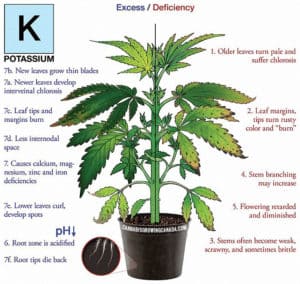 Excess / Deficiency
K
POTASSIUM
7b. New leaves grow thin blades
7a. Newer leaves develop
interveinal chlorosis
7c. Leaf tips and
margins burn
7d. Less internodal
space
7. Causes calcium, mag-
nesium, zinc and iron
deficiencies
7e. Lower leaves curl,
develop spots
pH↓
6. Root zone is acidified
7f. Root tips die back
1. Older leaves turn pale and
suffer chlorosis
2. Leaf margins,
tips turn rusty
color and "burn"
4. Stem branching
may increase
5. Flowering retarded
and diminished
3. Stems often become weak,
scrawny, and sometimes brittle
CANNABISGROWINGCANADA.COM